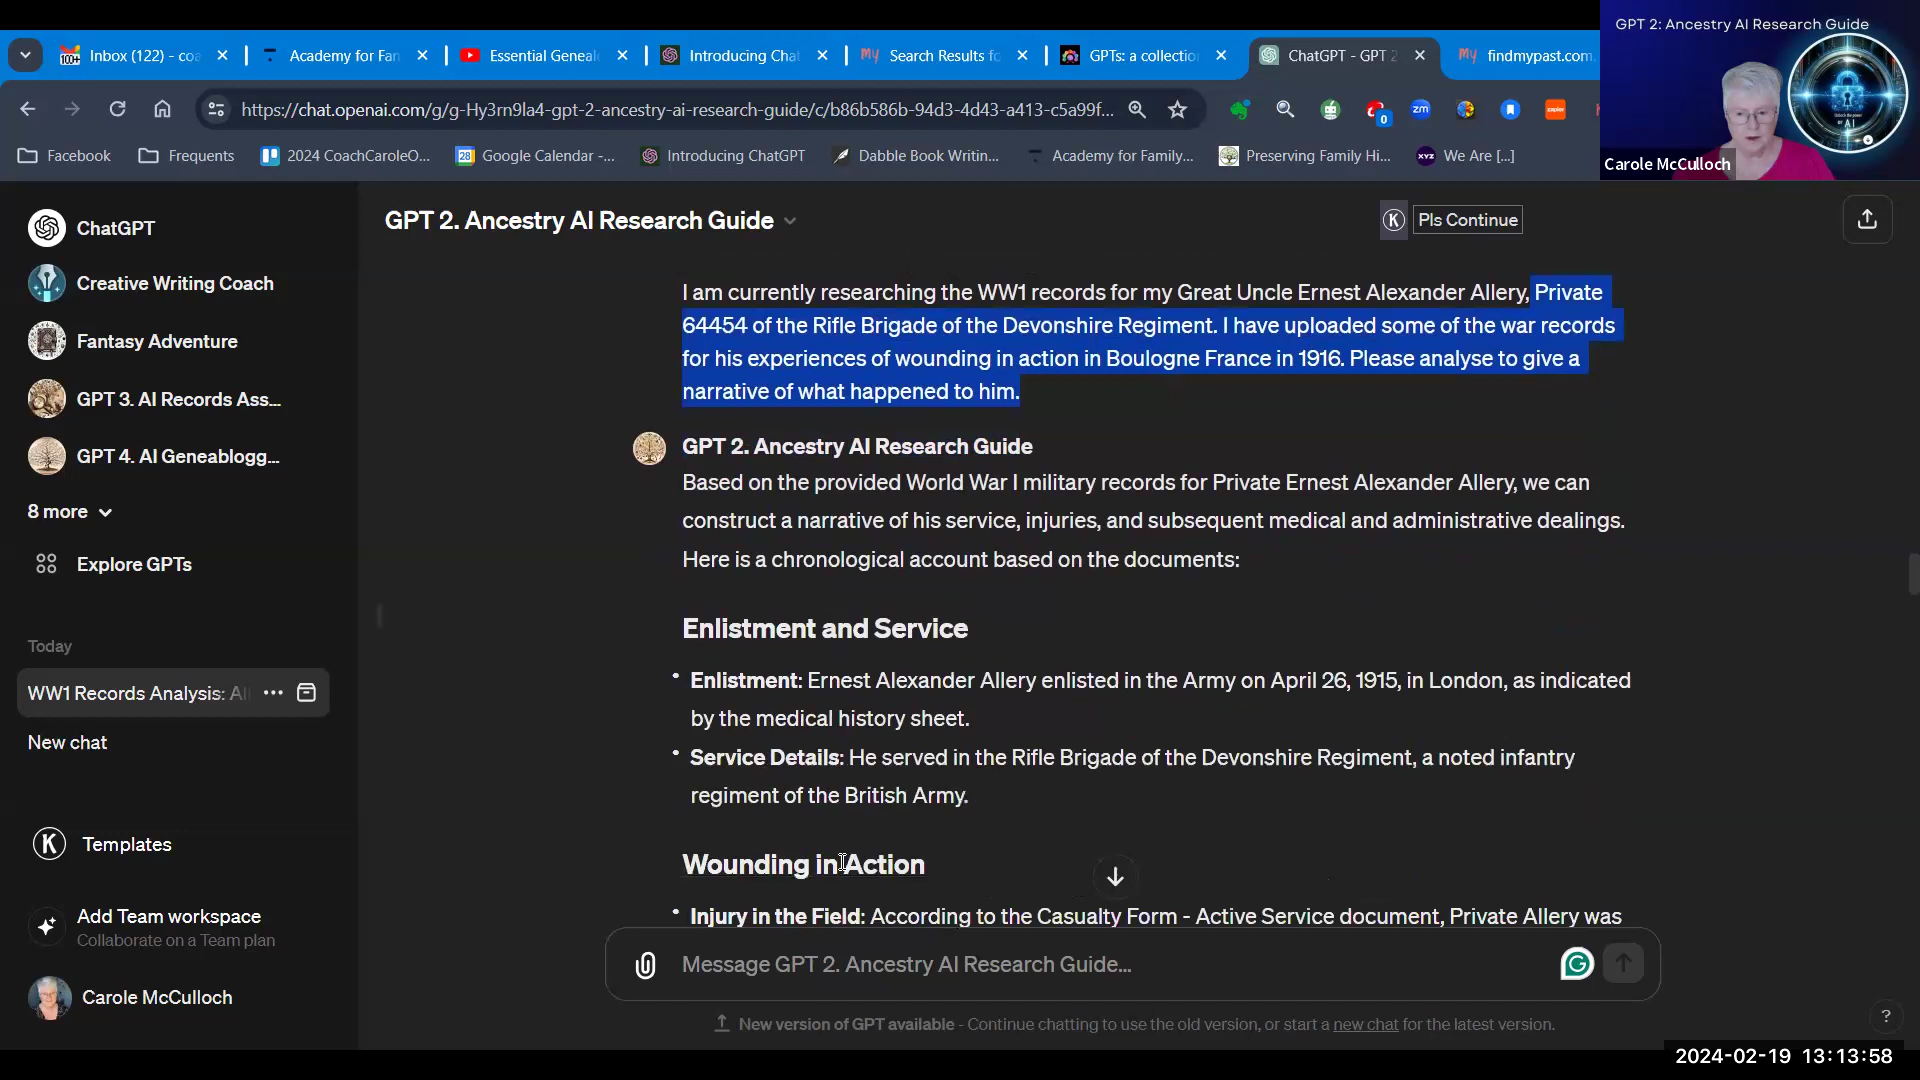 GPT 2: Ancestry AI Research Guide
Inbox (122) - coa
Academy for Fan
Essential Geneal
Introducing Chat
Search Results fo
GPTs: a collectio
ChatGPT - GPT 2
findmypast.com.
https://chat.openai.com/g/g-Hy3rn9la4-gpt-2-ancestry-ai-research-guide/c/b86b586b-94d3-4d43-a413-c5a99f...
Facebook
Frequents
2024 CoachCaroleO...
Google Calendar -...
Introducing ChatGPT
Dabble Book Writin...
Academy for Family...
Preserving Family Hi...
We Are [...]
Carole McCulloch
ChatGPT
Creative Writing Coach
Fantasy Adventure
GPT 3. AI Records Ass...
GPT 4. AI Geneablogg...
8 more
Explore GPTs
Today
WW1 Records Analysis: All
New chat
Templates
Add Team workspace
Collaborate on a Team plan
Carole McCulloch
GPT 2. Ancestry AI Research Guide
Pls Continue
I am currently researching the WW1 records for my Great Uncle Ernest Alexander Allery, Private
64454 of the Rifle Brigade of the Devonshire Regiment. I have uploaded some of the war records
for his experiences of wounding in action in Boulogne France in 1916. Please analyse to give a
narrative of what happened to him.
GPT 2. Ancestry AI Research Guide
Based on the provided World War I military records for Private Ernest Alexander Allery, we can
construct a narrative of his service, injuries, and subsequent medical and administrative dealings.
Here is a chronological account based on the documents:
Enlistment and Service
• Enlistment: Ernest Alexander Allery enlisted in the Army on April 26, 1915, in London, as indicated
by the medical history sheet.
• Service Details: He served in the Rifle Brigade of the Devonshire Regiment, a noted infantry
regiment of the British Army.
Wounding in Action
• Injury in the Field: According to the Casualty Form - Active Service document, Private Allery was
Message GPT 2. Ancestry AI Research Guide...
New version of GPT available - Continue chatting to use the old version, or start a new chat for the latest version.
?
2024-02-19 13:13:58